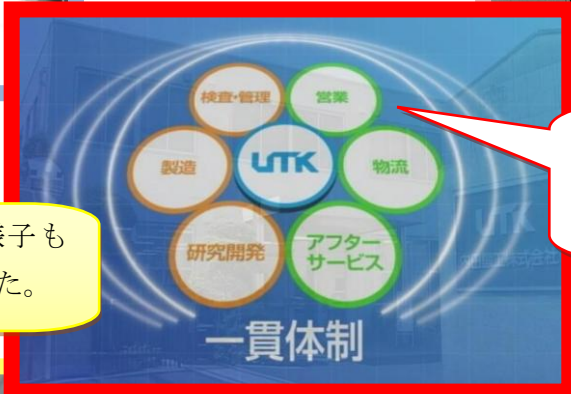 検査・管理
営業
製造
UTK
物流
研究開発
アフター
サービス
一貫体制
子も
た。
UTK